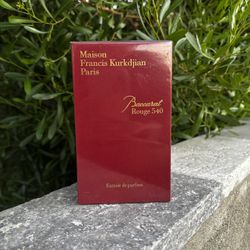 Maison
Francis Kurkdjian
Paris
Baccarat
Rouge 540
Extrait de parfum